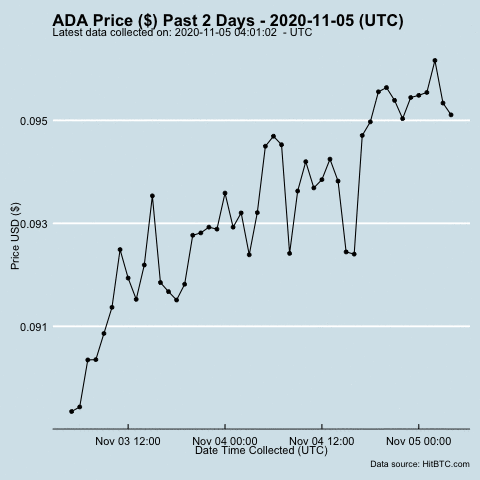 ADA Price ($) Past 2 Days - 2020-11-05 (UTC)
Latest data collected on: 2020-11-05 04:01:02  - UTC
0.095
0.093
0.091
Price USD ($)
Nov 03 12:00
Nov 04 00:00
Nov 04 12:00
Nov 05 00:00
Date Time Collected (UTC)
Data source: HitBTC.com